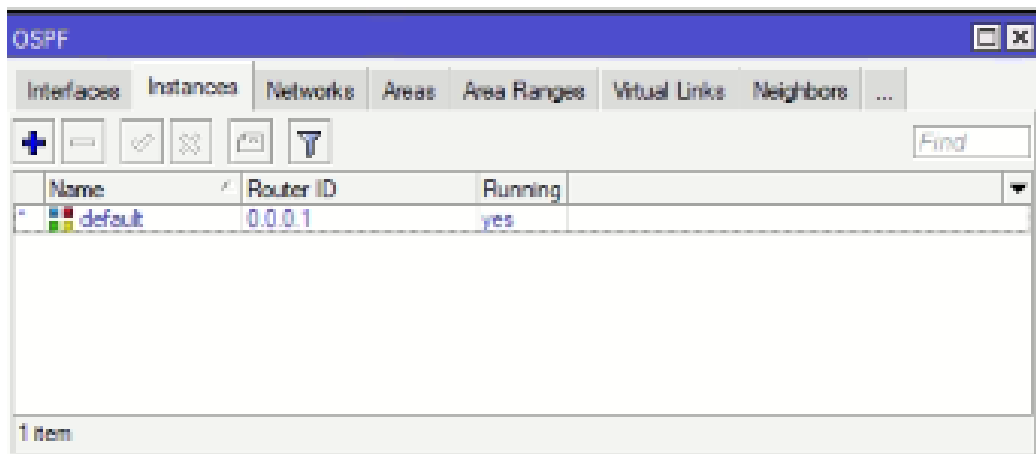 OSPF
Interfaces Instances Networks Areas Area Ranges Virtual Links Neighbors ...
Find
Name Router ID Running
* default 0.0.0.1 yes
1 item